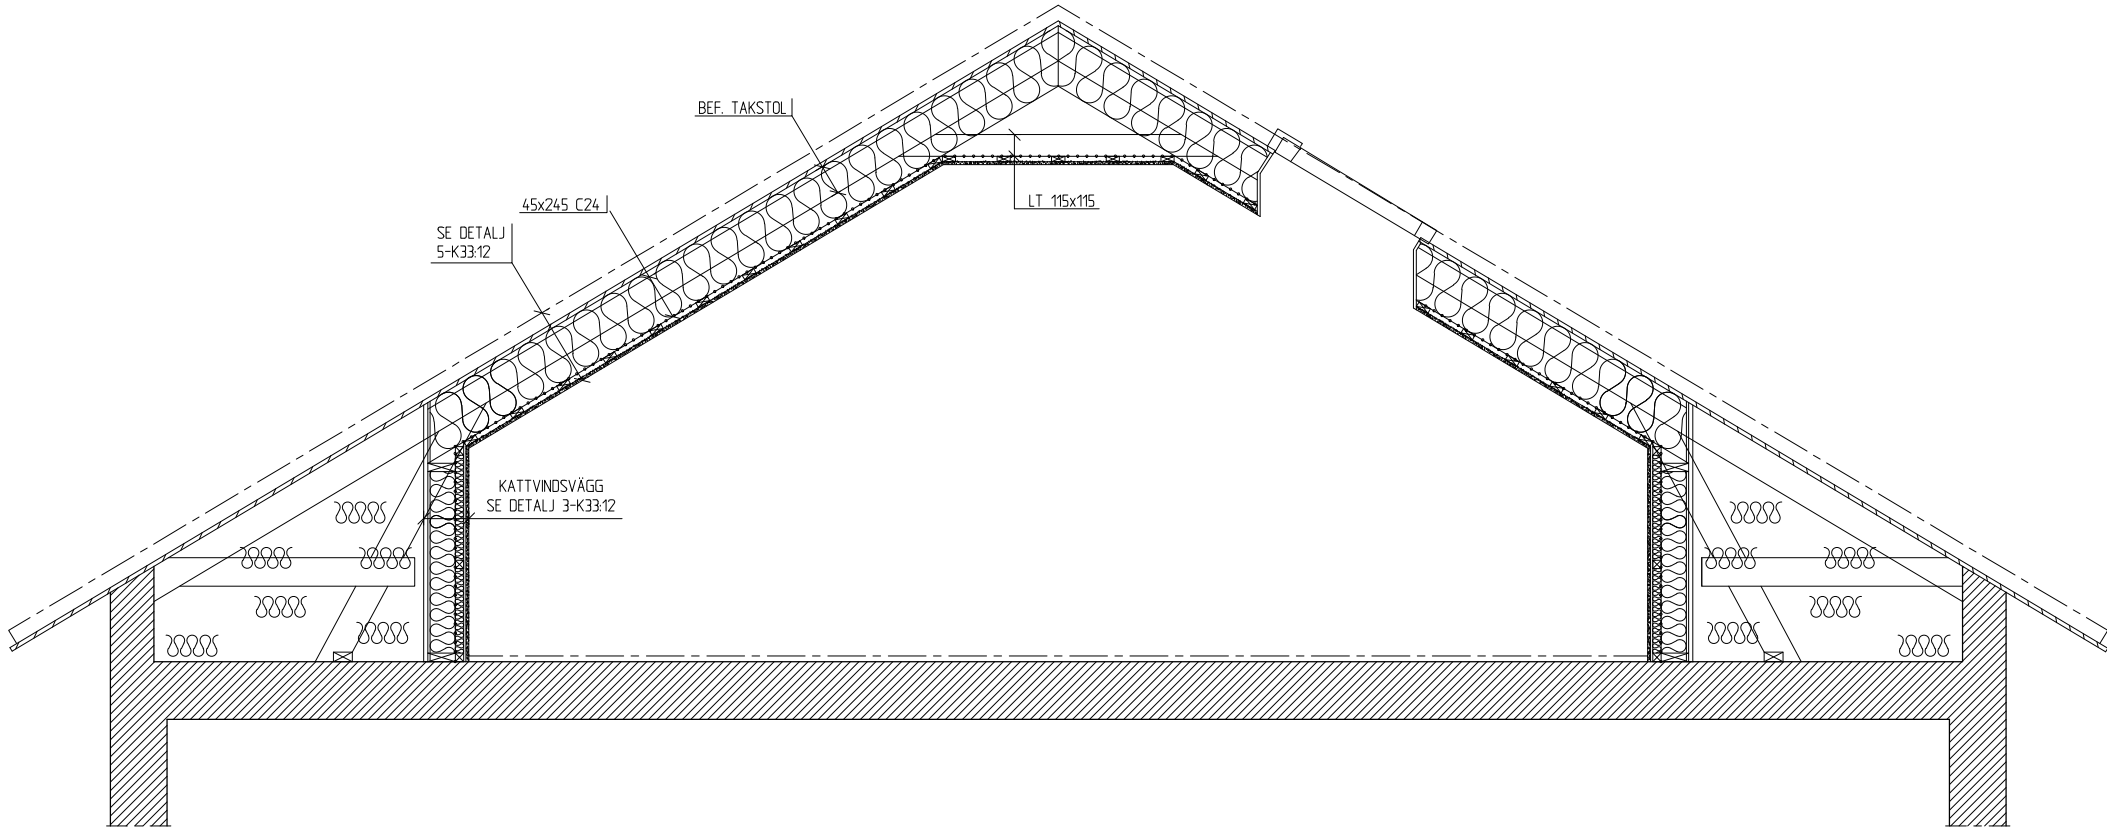 BEF. TAKSTOL
LT 115x115
45x245 C24
SE DETALJ
5-K33:12
KATTVINDSVÄGG
SE DETALJ 3-K33:12